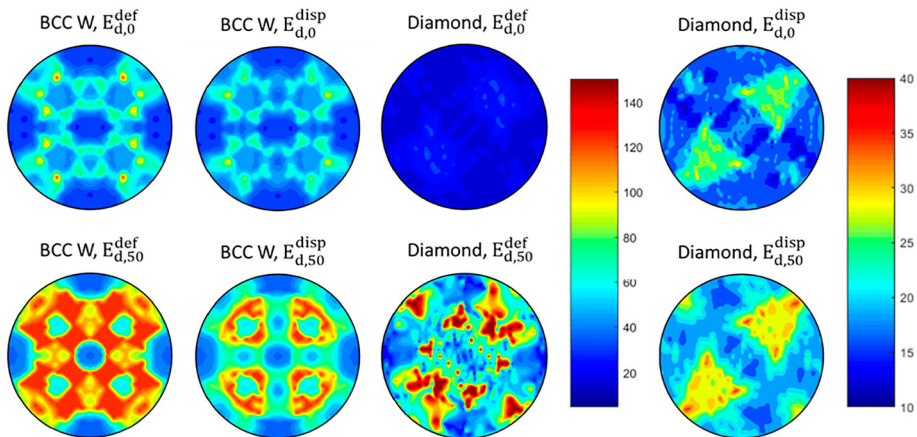 BCC W, E_{d,0}^{def}
BCC W, E_{d,0}^{disp}
Diamond, E_{d,0}^{def}
E_{d,0}^{disp}
BCC W, E_{d,50}^{def}
BCC W, E_{d,50}^{disp}
Diamond, E_{d,50}^{def}
Diamond, E_{d,50}^{disp}
140
120
100
80
60
40
20
40
35
30
25
20
15
10